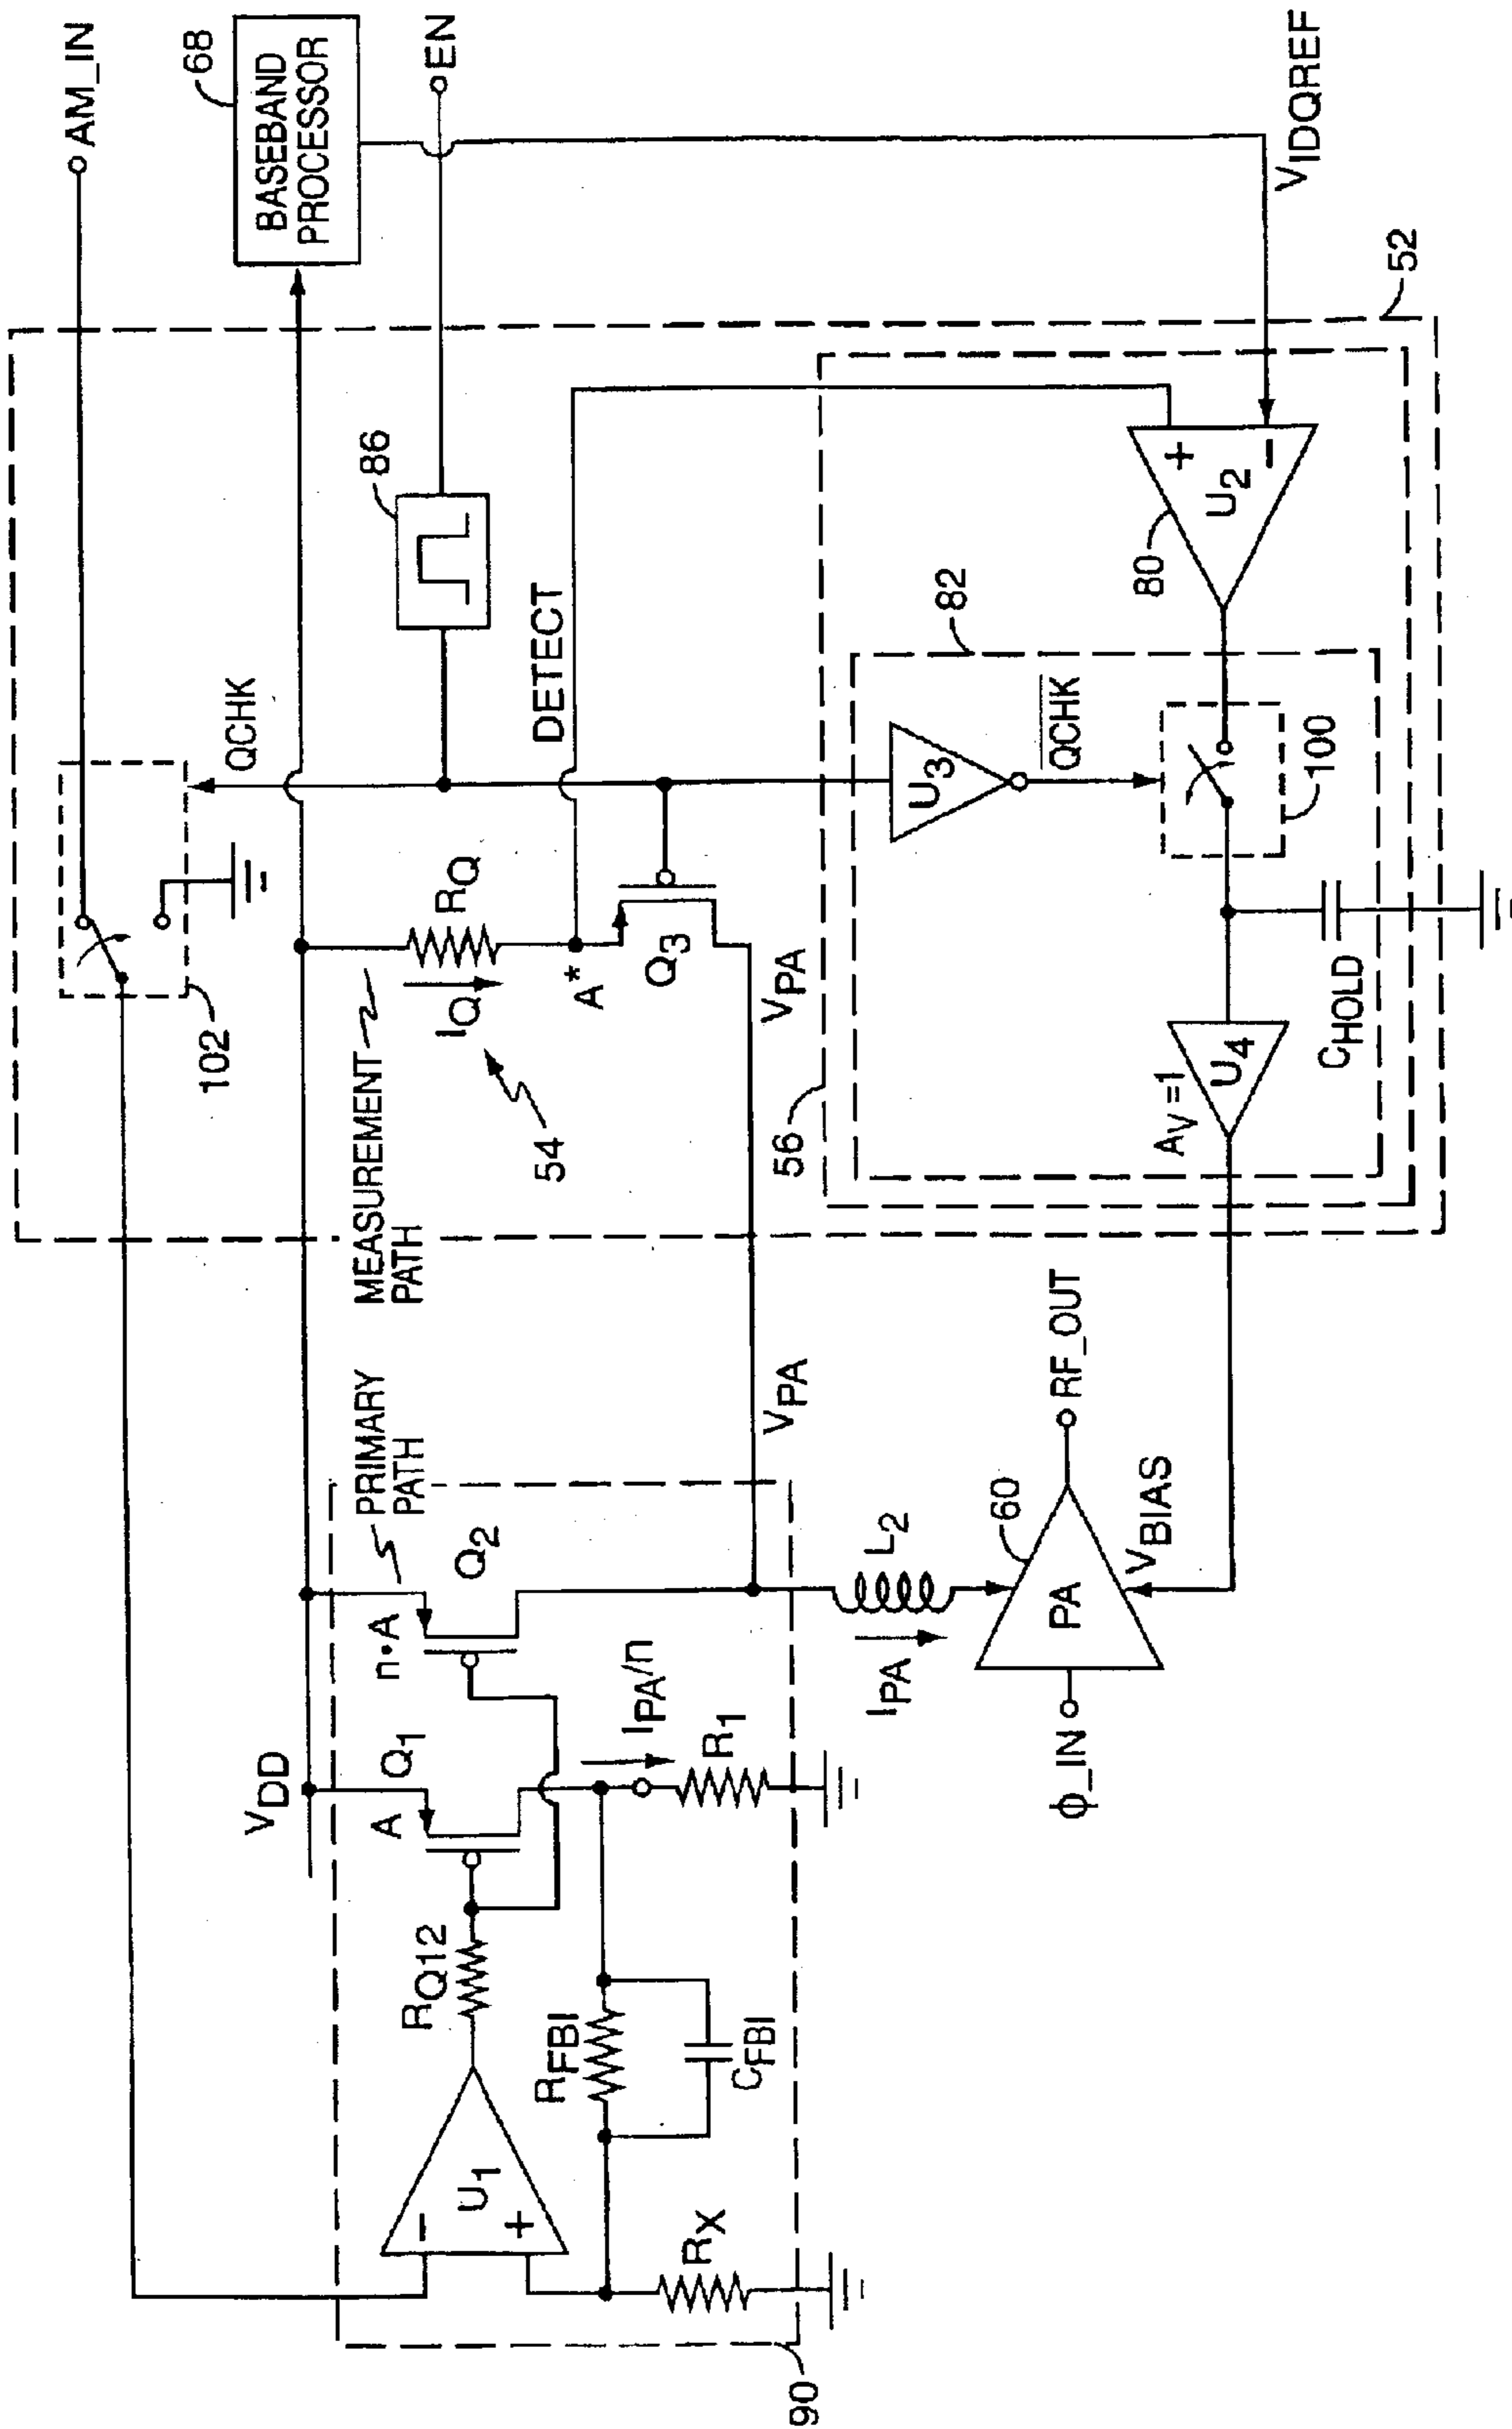 AM_IN
68
BASEBAND
PROCESSOR
EN
VIDQREF
52
86
QCHK
DETECT
82
80
U2
+
-
QCHK
U3
100
102
RQ
IQ
A*
Q3
VPA
54
MEASUREMENT
PATH
56
AV =1
U4
CHOLD
PRIMARY
PATH
VPA
VDD
Q1
A
Q2
n•A
IPA/n
R1
RQ12
RFBI
CFBI
U1
-
+
RX
90
L2
IPA
60
PA
RF_OUT
VBIAS
ϕ_IN